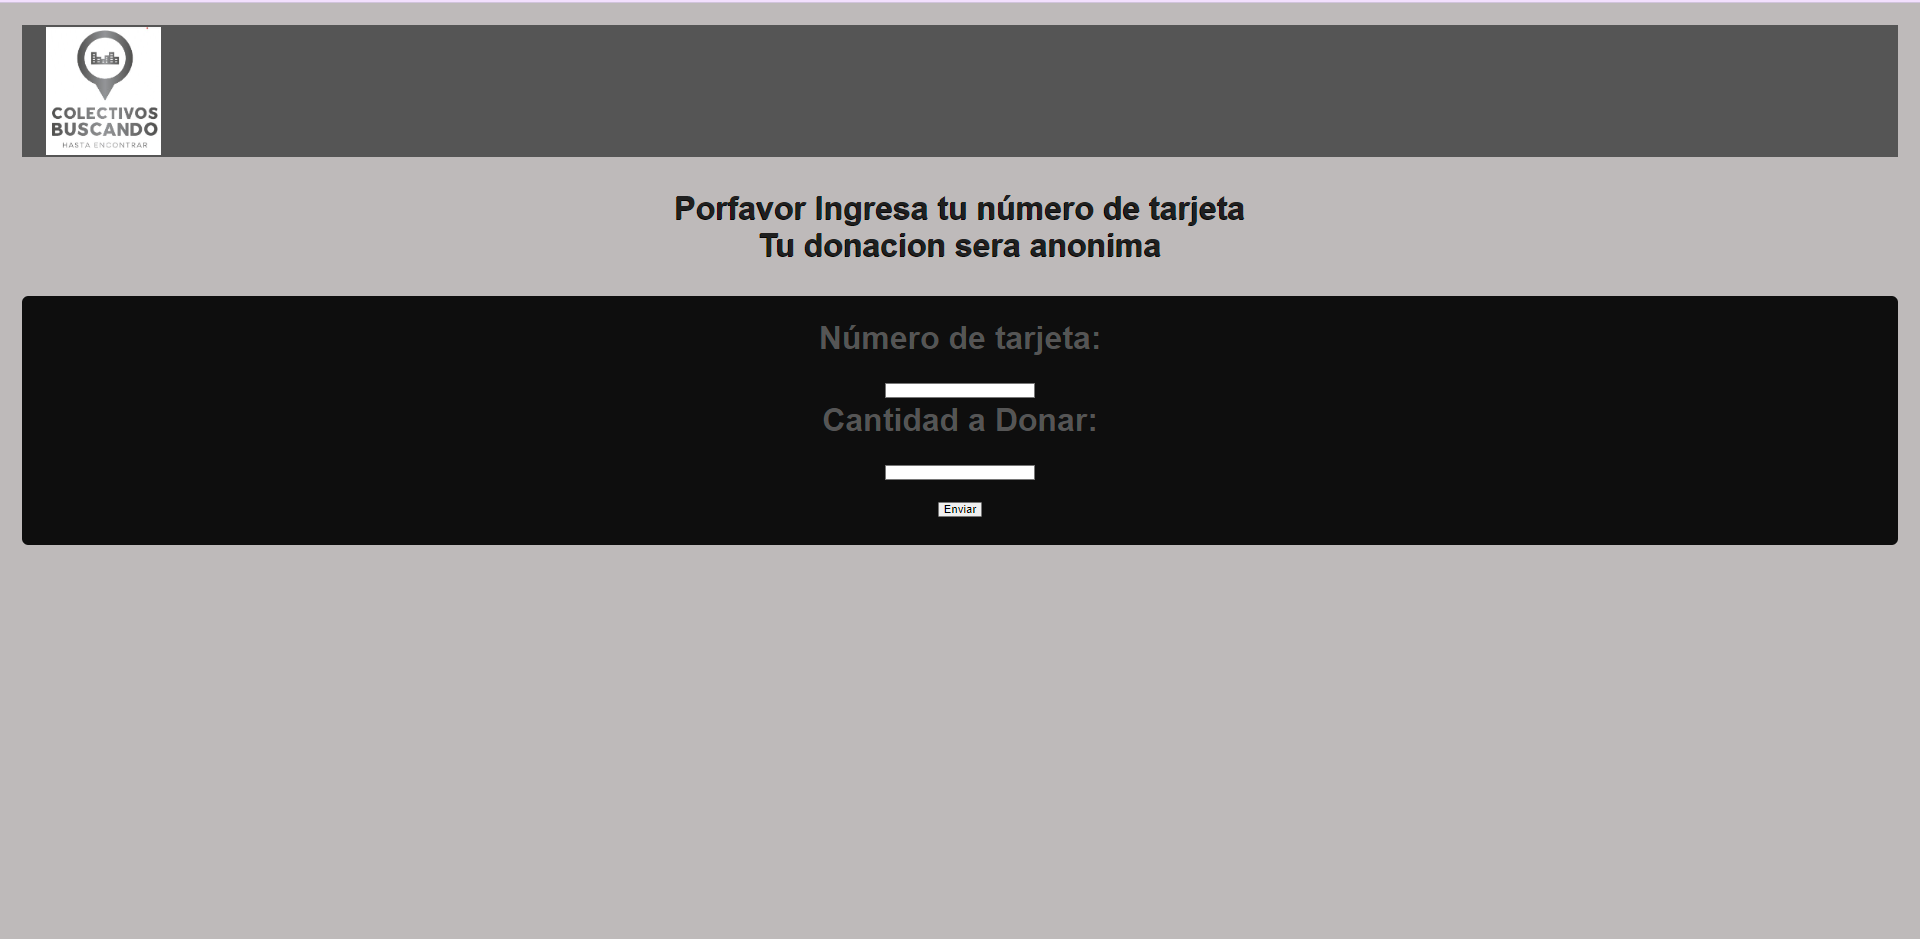 COLECTIVOS
BUSCANDO
HASTA ENCONTRAR
Porfavor Ingresa tu número de tarjeta
Tu donacion sera anonima
Número de tarjeta:
Cantidad a Donar:
Enviar